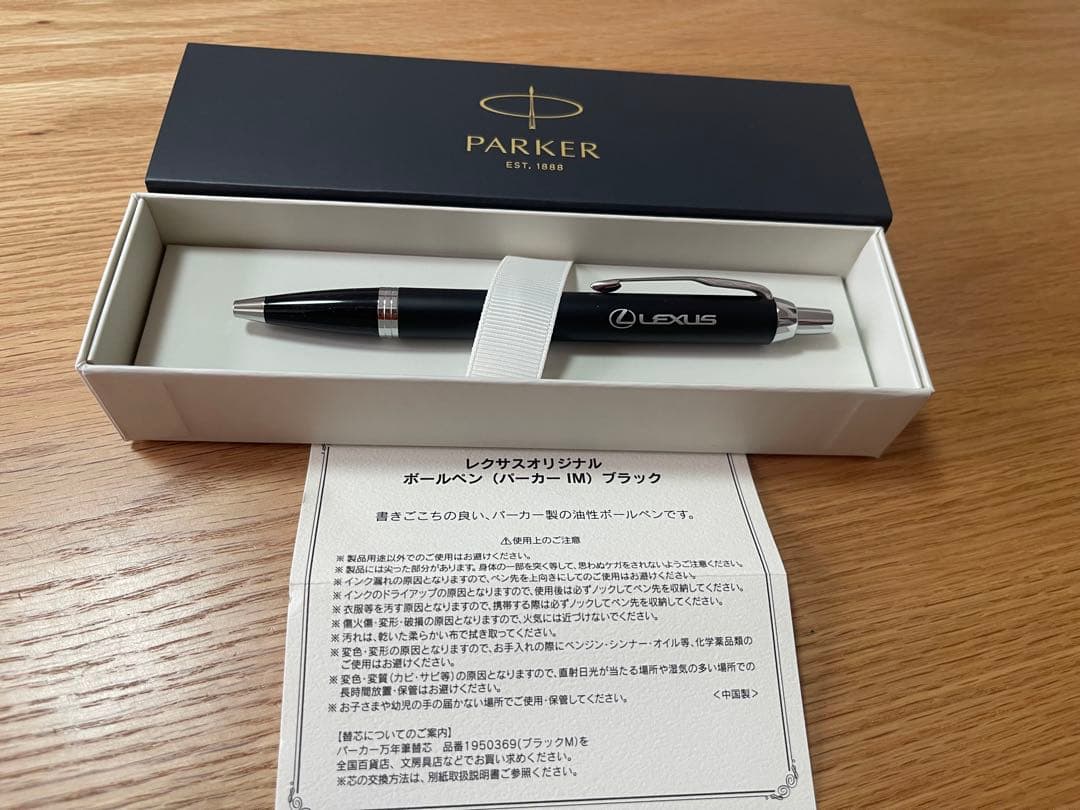 PARKER
EST. 1888
LEXUS
レクサスオリジナル
ボールペン（パーカー IM）ブラック
書きごこちの良い、パーカー製の油性ボールペンです。
⚠使用上のご注意
※製品用途以外でのご使用はお避けください。
※製品には尖った部分があります。身体の一部を突く等して、思わぬケガをされないようご注意ください。
※インク漏れの原因となりますので、ペン先を上向きにしてのご使用はお避けください。
※インクのドライアップの原因となりますので、使用後は必ずノックしてペン先を収納してください。
※衣服等を汚す原因となりますので、携帯する際は必ずノックしてペン先を収納してください。
※傷火傷・変形・破損の原因となりますので、火気には近づけないでください。
※汚れは、乾いた柔らかい布で拭き取ってください。
※変色・変形の原因となりますので、お手入れの際にベンジン・シンナー・オイル等、化学薬品類の
ご使用はお避けください。
※変色・変質（カビ・サビ等）の原因となりますので、直射日光が当たる場所や湿気の多い場所での
長時間放置・保管はお避けください。
※お子さまや幼児の手の届かない場所でご使用・保管してください。
＜中国製＞
【替芯についてのご案内】
パーカー万年筆替芯　品番1950369(ブラックM)を
全国百貨店、文房具店などでお買い求めください。
※芯の交換方法は、別紙取扱説明書ご参照ください。